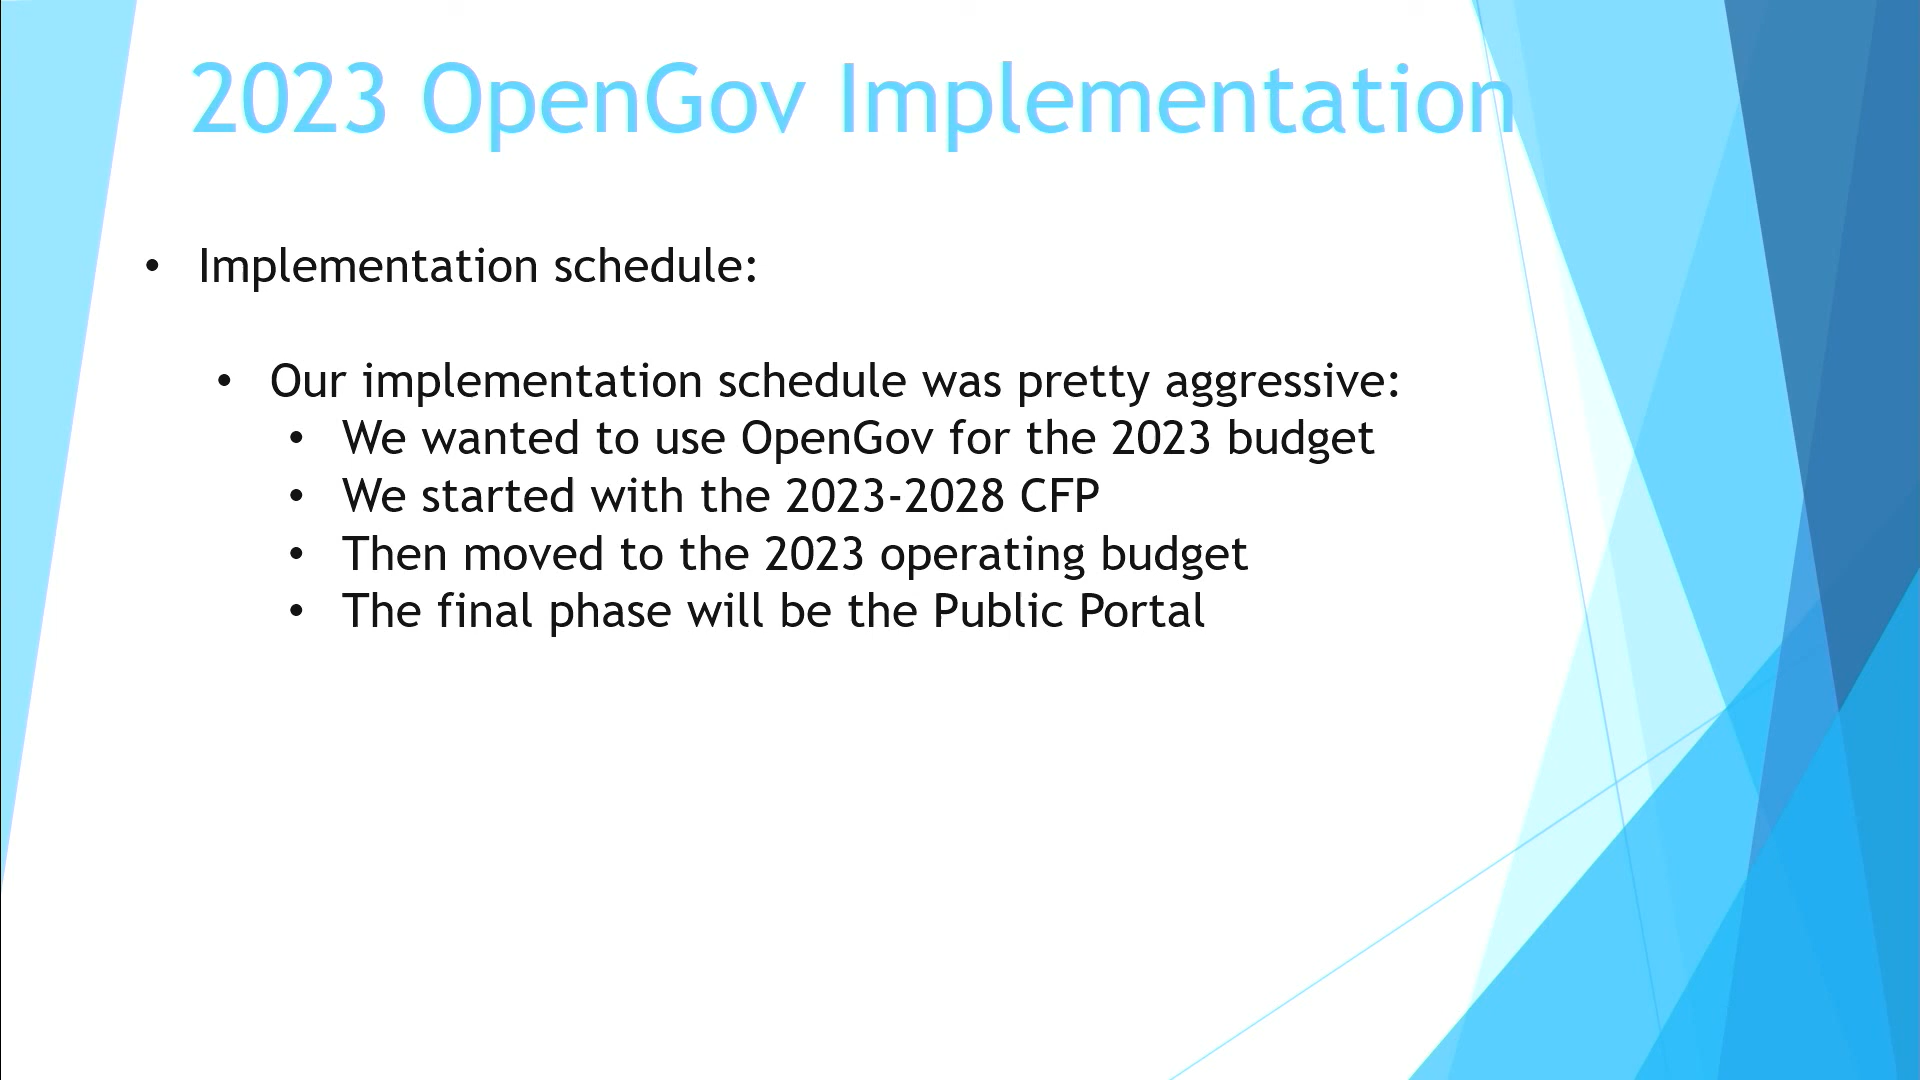 2023 OpenGov Implementation
• Implementation schedule:
• Our implementation schedule was pretty aggressive:
• We wanted to use OpenGov for the 2023 budget
• We started with the 2023-2028 CFP
• Then moved to the 2023 operating budget
• The final phase will be the Public Portal